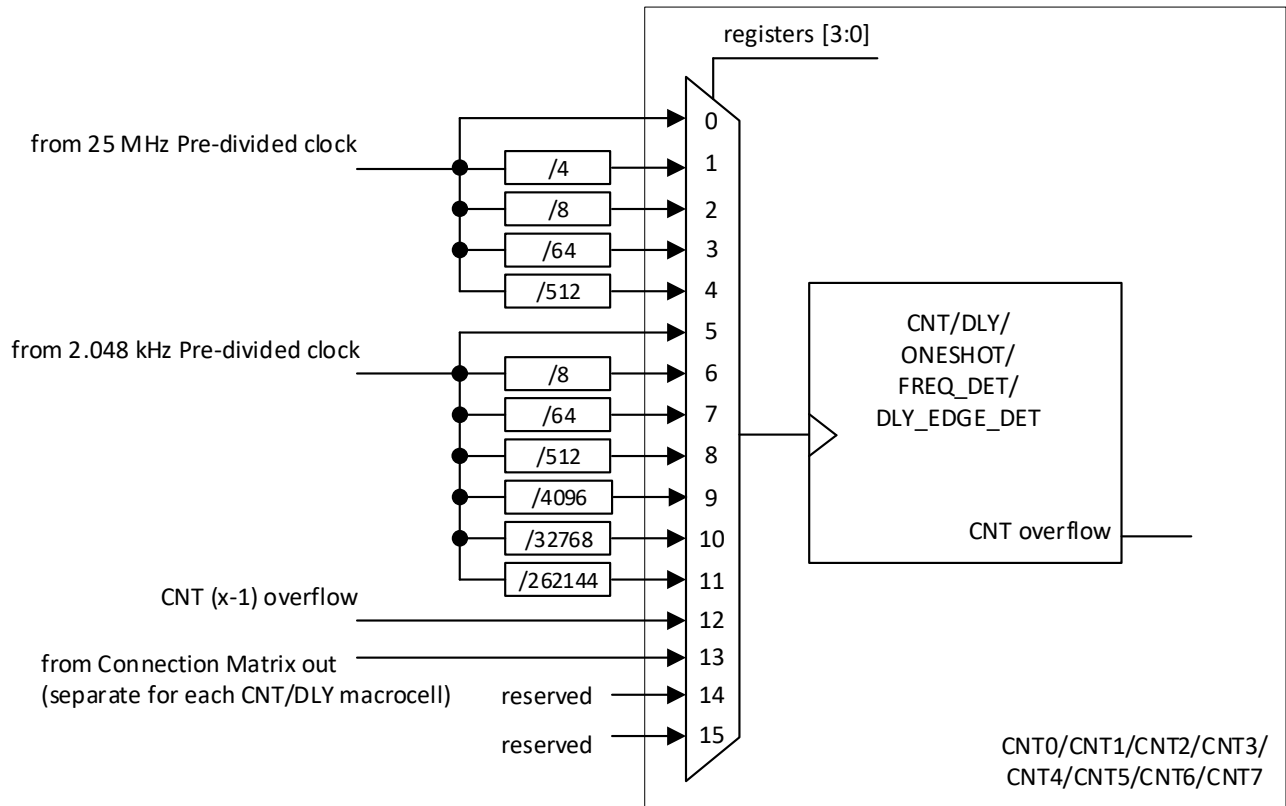 registers [3:0]
from 25 MHz Pre-divided clock
0
/4
1
/8
2
/64
3
/512
4
from 2.048 kHz Pre-divided clock
5
/8
6
/64
7
/512
8
/4096
9
/32768
10
/262144
11
CNT (x-1) overflow
12
from Connection Matrix out
(separate for each CNT/DLY macrocell)
13
reserved
14
reserved
15
CNT/DLY/
ONESHOT/
FREQ_DET/
DLY_EDGE_DET
CNT overflow
CNT0/CNT1/CNT2/CNT3/
CNT4/CNT5/CNT6/CNT7